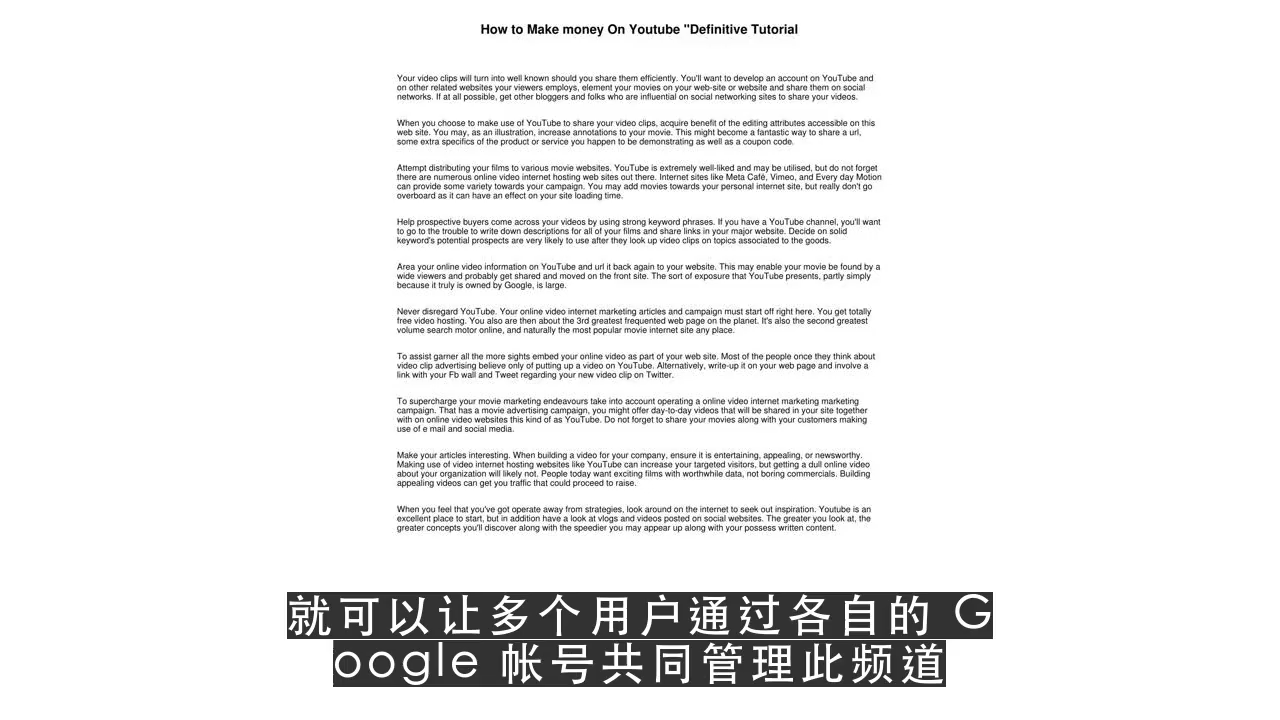 How to Make money On Youtube "Definitive Tutorial
Your video clips will turn into well known should you share them efficiently. You'll want to develop an account on YouTube and
on other related websites your viewers employs, element your movies on your web-site or website and share them on social
networks. If at all possible, get other bloggers and folks who are influential on social networking sites to share your videos.
When you choose to make use of YouTube to share your video clips, acquire benefit of the editing attributes accessible on this
web site. You may, as an illustration, increase annotations to your movie. This might become a fantastic way to share a url,
some extra specifics of the product or service you happen to be demonstrating as well as a coupon code.
Attempt distributing your films to various movie websites. YouTube is extremely well-liked and may be utilised, but do not forget
there are numerous online video internet hosting web sites out there. Internet sites like Meta Café, Vimeo, and Every day Motion
can provide some variety towards your campaign. You may add movies towards your personal internet site, but really don't go
overboard as it can have an effect on your site loading time.
Help prospective buyers come across your videos by using strong keyword phrases. If you have a YouTube channel, you'll want
to go to the trouble to write down descriptions for all of your films and share links in your major website. Decide on solid
keyword's potential prospects are very likely to use after they look up video clips on topics associated to the goods.
Area your online video information on YouTube and url it back again to your website. This may enable your movie be found by a
wide viewers and probably get shared and moved on the front site. The sort of exposure that YouTube presents, partly simply
because it truly is owned by Google, is large.
Never disregard YouTube. Your online video internet marketing articles and campaign must start off right here. You get totally
free video hosting. You also are then about the 3rd greatest frequented web page on the planet. It's also the second greatest
volume search motor online, and naturally the most popular movie internet site any place.
To assist garner all the more sights embed your online video as part of your web site. Most of the people once they think about
video clip advertising believe only of putting up a video on YouTube. Alternatively, write-up it on your web page and involve a
link with your Fb wall and Tweet regarding your new video clip on Twitter.
To supercharge your movie marketing endeavours take into account operating a online video internet marketing marketing
campaign. That has a movie advertising campaign, you might offer day-to-day videos that will be shared in your site together
with on online video websites this kind of as YouTube. Do not forget to share your movies along with your customers making
use of e mail and social media.
Make your articles interesting. When building a video for your company, ensure it is entertaining, appealing, or newsworthy.
Making use of video internet hosting websites like YouTube can increase your targeted visitors, but getting a dull online video
about your organization will likely not. People today want exciting films with worthwhile data, not boring commercials. Building
appealing videos can get you traffic that could proceed to raise.
When you feel that you've got operate away from strategies, look around on the internet to seek out inspiration. Youtube is an
excellent place to start, but in addition have a look at vlogs and videos posted on social websites. The greater you look at, the
greater concepts you'll discover along with the speedier you may appear up along with your possess written content.
就可以让多个用户通过各自的 G
oogle 帐号共同管理此频道